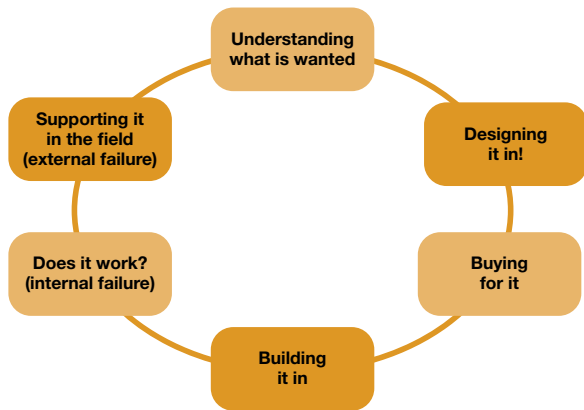 Understanding
what is wanted
Designing
it in!
Buying
for it
Building
it in
Does it work?
(internal failure)
Supporting it
in the field
(external failure)